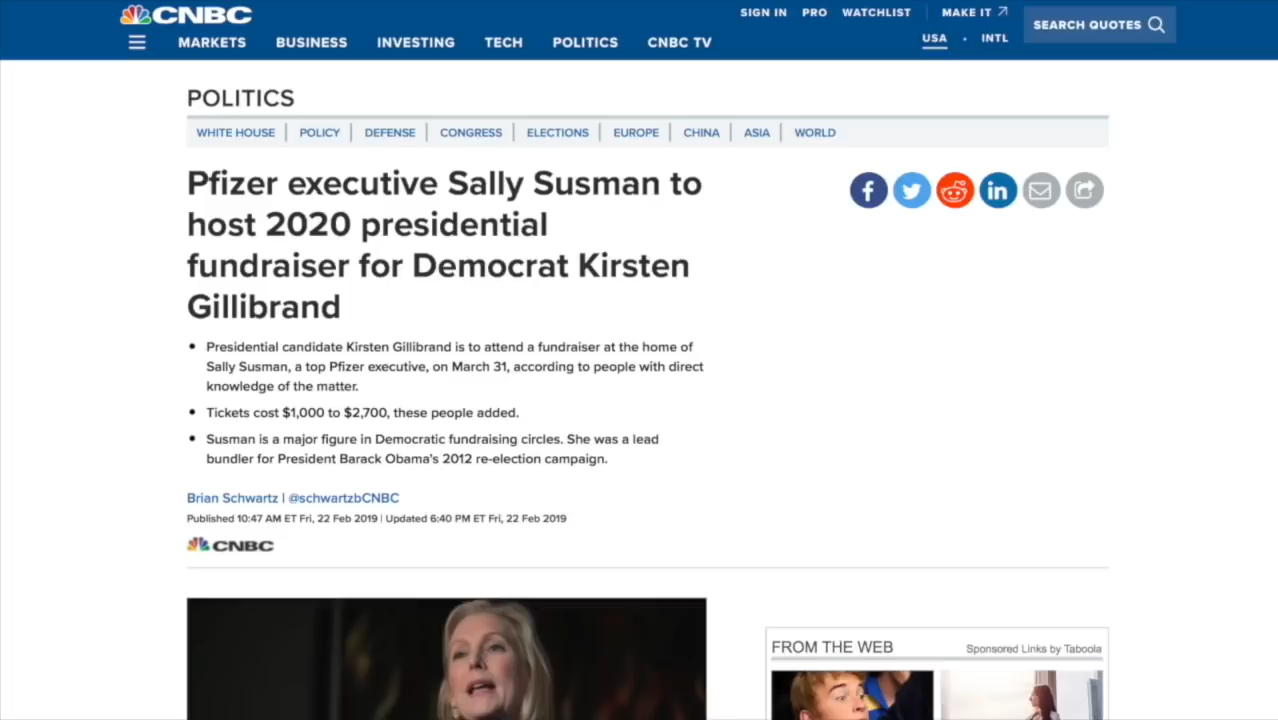 CNBC
SIGN IN PRO WATCHLIST MAKE IT
SEARCH QUOTES
MARKETS BUSINESS INVESTING TECH POLITICS CNBC TV
USA · INTL
POLITICS
WHITE HOUSE | POLICY | DEFENSE | CONGRESS | ELECTIONS | EUROPE | CHINA | ASIA | WORLD
Pfizer executive Sally Susman to
host 2020 presidential
fundraiser for Democrat Kirsten
Gillibrand
• Presidential candidate Kirsten Gillibrand is to attend a fundraiser at the home of
Sally Susman, a top Pfizer executive, on March 31, according to people with direct
knowledge of the matter.
• Tickets cost $1,000 to $2,700, these people added.
• Susman is a major figure in Democratic fundraising circles. She was a lead
bundler for President Barack Obama's 2012 re-election campaign.
Brian Schwartz | @schwartzbCNBC
Published 10:47 AM ET Fri, 22 Feb 2019 | Updated 6:40 PM ET Fri, 22 Feb 2019
CNBC
FROM THE WEB
Sponsored Links by Taboola